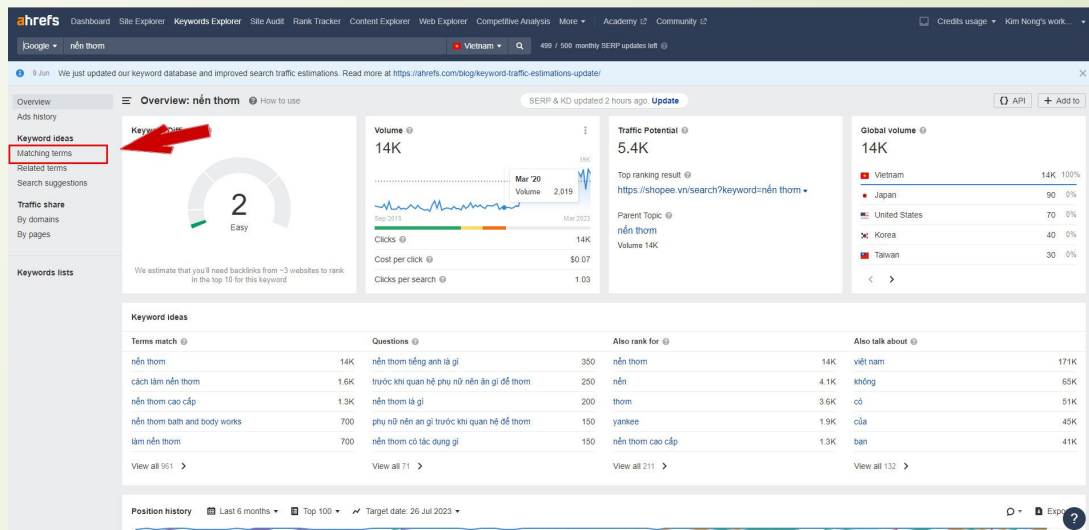 ahrefs Dashboard Site Explorer Keywords Explorer Site Audit Rank Tracker Content Explorer Web Explorer Competitive Analysis More Academy Community Credits usage Kim Nong's work...
Google nến thơm Vietnam 499 / 500 monthly SERP updates left
9 Jun We just updated our keyword database and improved search traffic estimations. Read more at https://ahrefs.com/blog/keyword-traffic-estimations-update/
Overview
Ads history
Keyword ideas
Matching terms
Related terms
Search suggestions
Traffic share
By domains
By pages
Keywords lists
Overview: nến thơm How to use SERP & KD updated 2 hours ago. Update API Add to
2
Easy
We estimate that you'll need backlinks from ~3 websites to rank
in the top 10 for this keyword
Volume
14K
Mar '20
Volume 2,019
Sep 2015 Mar 2023
Clicks 14K
Cost per click $0.07
Clicks per search 1.03
Traffic Potential
5.4K
Top ranking result
https://shopee.vn/search?keyword=nến thơm
Parent Topic
nến thơm
Volume 14K
Global volume
14K
Vietnam 14K 100%
Japan 90 0%
United States 70 0%
Korea 40 0%
Taiwan 30 0%
Keyword ideas
Terms match Questions Also rank for Also talk about
nến thơm 14K nến thơm tiếng anh là gì 350 nến thơm 14K việt nam 171K
cách làm nến thơm 1.6K trước khi quan hệ phụ nữ nên ăn gì để thơm 250 nến 4.1K không 65K
nến thơm cao cấp 1.3K nến thơm là gì 200 thơm 3.6K có 51K
nến thơm bath and body works 700 phụ nữ nên an gì trước khi quan hệ để thơm 150 yankee 1.9K của 45K
làm nến thơm 700 nến thơm có tác dụng gì 150 nến thơm cao cấp 1.3K bạn 41K
View all 961 View all 71 View all 211 View all 132
Position history Last 6 months Top 100 Target date: 26 Jul 2023